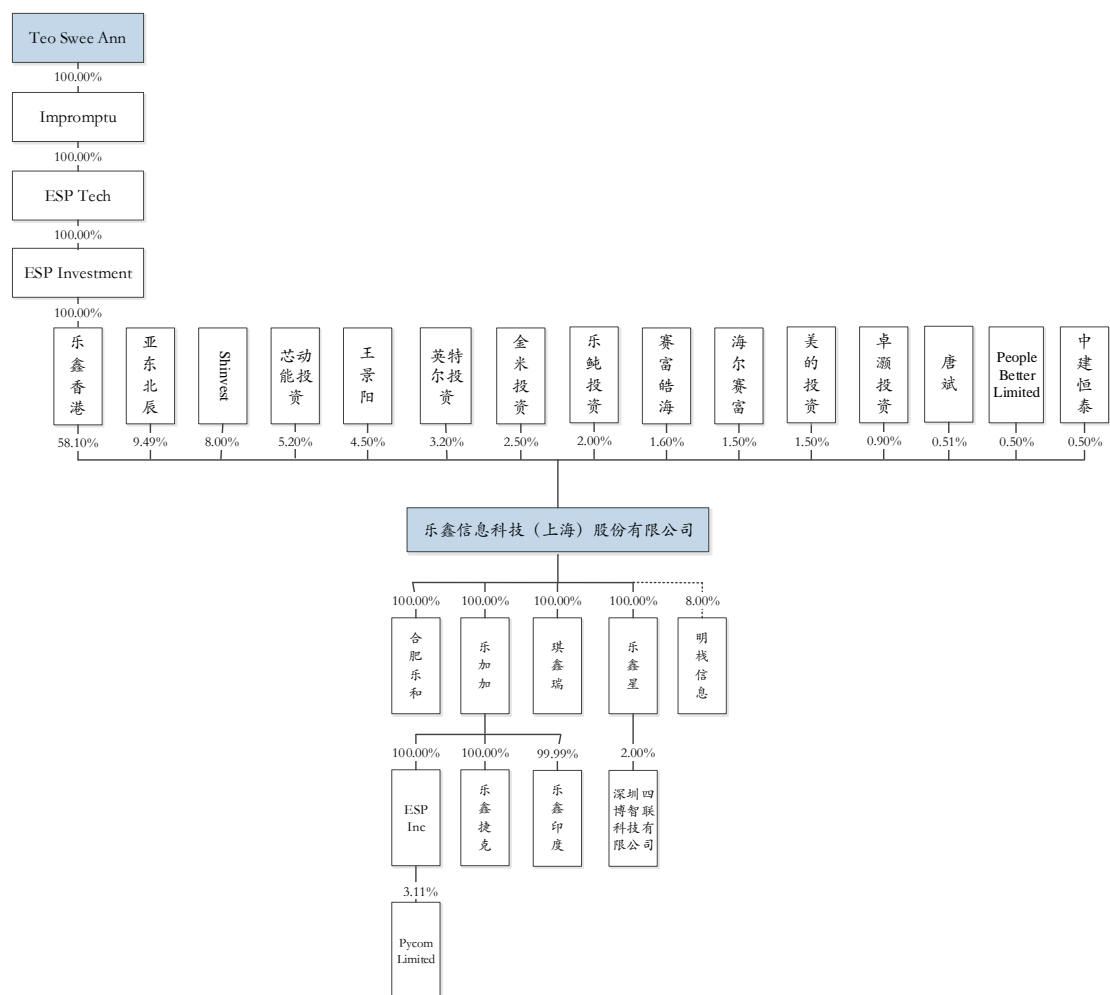 Teo Swee Ann
100.00%
Impromptu
100.00%
ESP Tech
100.00%
ESP Investment
100.00%
乐鑫香港
亚东北辰
Shinvest
芯动能投资
王景阳
英特尔投资
金米投资
乐鲀投资
赛富皓海
海尔赛富
美的投资
卓灏投资
唐斌
People
Better
Limited
中建恒泰
58.10% 9.49% 8.00% 5.20% 4.50% 3.20% 2.50% 2.00% 1.60% 1.50% 1.50% 0.90% 0.51% 0.50% 0.50%
乐鑫信息科技（上海）股份有限公司
100.00% 100.00% 100.00% 100.00% 8.00%
合肥乐和
乐加加
琪鑫瑞
乐鑫星
明栈信息
100.00% 100.00% 99.99% 2.00%
ESP
Inc
乐鑫捷克
乐鑫印度
深圳四
博智联
科技有
限公司
3.11%
Pycom
Limited